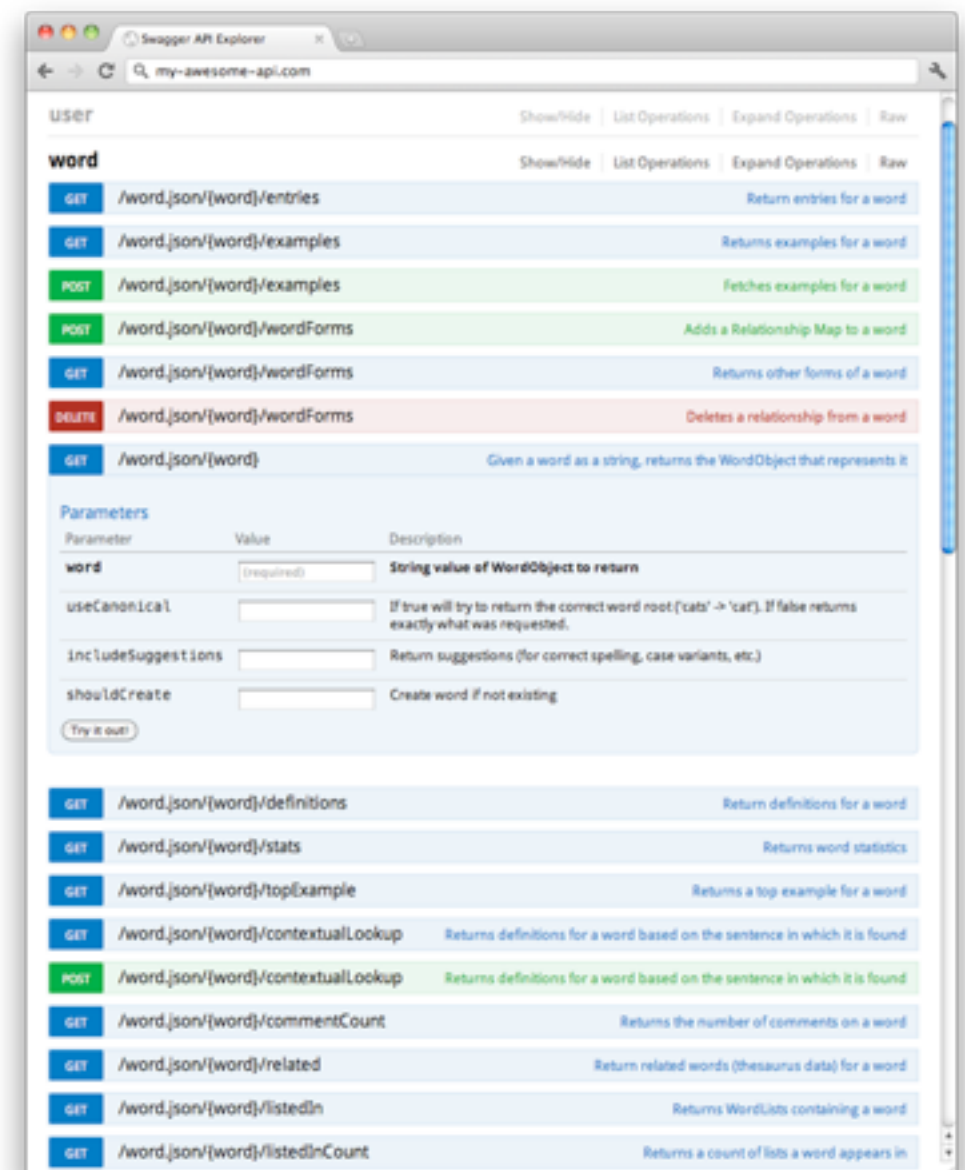 Swagger API Explorer
my-awesome-api.com
user Show/Hide List Operations Expand Operations Raw
word Show/Hide List Operations Expand Operations Raw
GET /word.json/{word}/entries Return entries for a word
GET /word.json/{word}/examples Returns examples for a word
POST /word.json/{word}/examples Fetches examples for a word
POST /word.json/{word}/wordForms Adds a Relationship Map to a word
GET /word.json/{word}/wordForms Returns other forms of a word
DELETE /word.json/{word}/wordForms Deletes a relationship from a word
GET /word.json/{word} Given a word as a string, returns the WordObject that represents it
Parameters
Parameter Value Description
word (required) String value of WordObject to return
useCanonical If true will try to return the correct word root ('cats' -> 'cat'). If false returns
exactly what was requested.
includeSuggestions Return suggestions (for correct spelling, case variants, etc.)
shouldCreate Create word if not existing
Try it out!
GET /word.json/{word}/definitions Return definitions for a word
GET /word.json/{word}/stats Returns word statistics
GET /word.json/{word}/topExample Returns a top example for a word
GET /word.json/{word}/contextualLookup Returns definitions for a word based on the sentence in which it is found
POST /word.json/{word}/contextualLookup Returns definitions for a word based on the sentence in which it is found
GET /word.json/{word}/commentCount Returns the number of comments on a word
GET /word.json/{word}/related Return related words (thesaurus data) for a word
GET /word.json/{word}/listedIn Returns WordLists containing a word
GET /word.json/{word}/listedInCount Returns a count of lists a word appears in